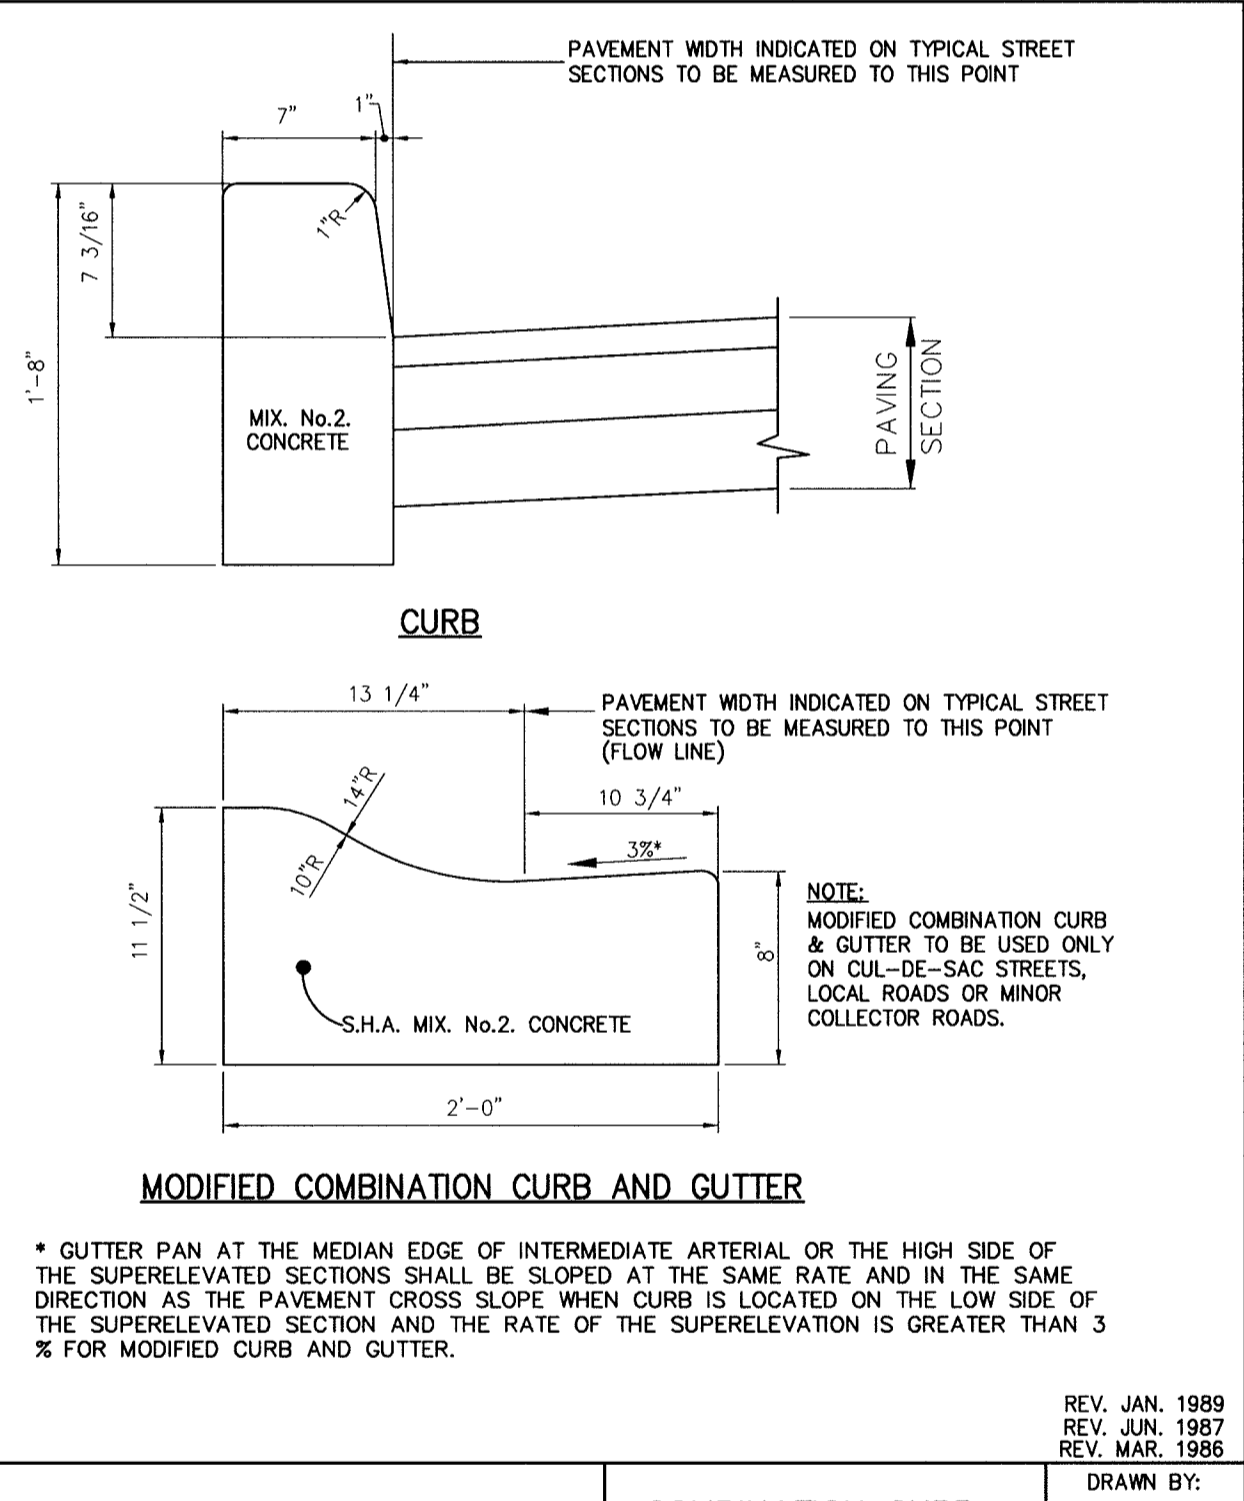 PAVEMENT WIDTH INDICATED ON TYPICAL STREET
SECTIONS TO BE MEASURED TO THIS POINT
7"
1"
1"R
7 3/16"
1'-8"
MIX. No.2.
CONCRETE
PAVING
SECTION
CURB
13 1/4"
PAVEMENT WIDTH INDICATED ON TYPICAL STREET
SECTIONS TO BE MEASURED TO THIS POINT
(FLOW LINE)
10 3/4"
14"R
10"R
3%*
11 1/2"
8"
NOTE:
MODIFIED COMBINATION CURB
& GUTTER TO BE USED ONLY
ON CUL-DE-SAC STREETS,
LOCAL ROADS OR MINOR
COLLECTOR ROADS.
S.H.A. MIX. No.2. CONCRETE
2'-0"
MODIFIED COMBINATION CURB AND GUTTER
* GUTTER PAN AT THE MEDIAN EDGE OF INTERMEDIATE ARTERIAL OR THE HIGH SIDE OF
THE SUPERELEVATED SECTIONS SHALL BE SLOPED AT THE SAME RATE AND IN THE SAME
DIRECTION AS THE PAVEMENT CROSS SLOPE WHEN CURB IS LOCATED ON THE LOW SIDE OF
THE SUPERELEVATED SECTION AND THE RATE OF THE SUPERELEVATION IS GREATER THAN 3
% FOR MODIFIED CURB AND GUTTER.
REV. JAN. 1989
REV. JUN. 1987
REV. MAR. 1986
DRAWN BY: